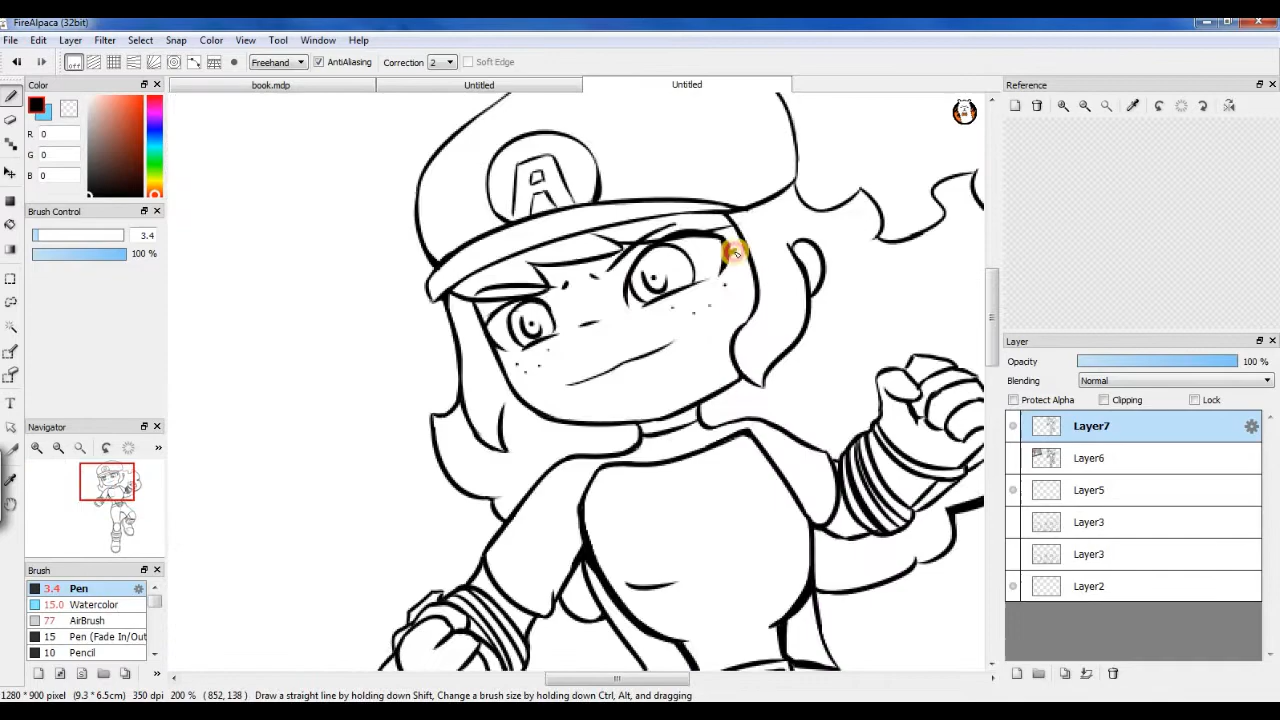 FireAlpaca (32bit)
File Edit Layer Filter Select Snap Color View Tool Window Help
off Freehand AntiAliasing Correction 2 Soft Edge
Color book.mdp Untitled Untitled Reference
R 0
G 0
B 0
A
Brush Control
3.4
100 %
Layer
Opacity 100 %
Blending Normal
Protect Alpha Clipping Lock
Layer7
Layer6
Layer5
Layer3
Layer3
Layer2
T
Navigator
Brush
3.4 Pen
15.0 Watercolor
77 AirBrush
15 Pen (Fade In/Out
10 Pencil
1280 * 900 pixel (9.3 * 6.5cm) 350 dpi 200 % ( 852, 138 ) Draw a straight line by holding down Shift, Change a brush size by holding down Ctrl, Alt, and dragging